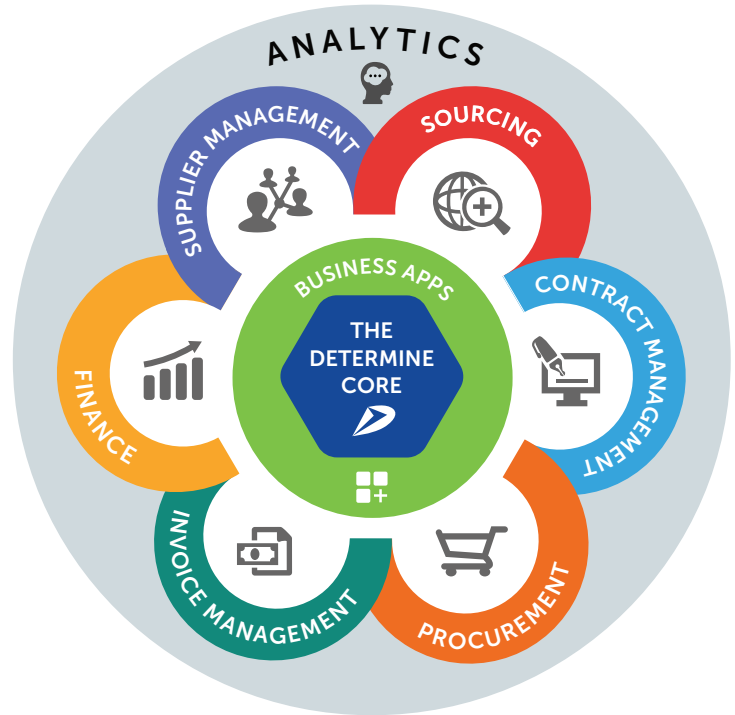 ANALYTICS
SUPPLIER MANAGEMENT
SOURCING
CONTRACT MANAGEMENT
PROCUREMENT
INVOICE MANAGEMENT
FINANCE
BUSINESS APPS
THE
DETERMINE
CORE